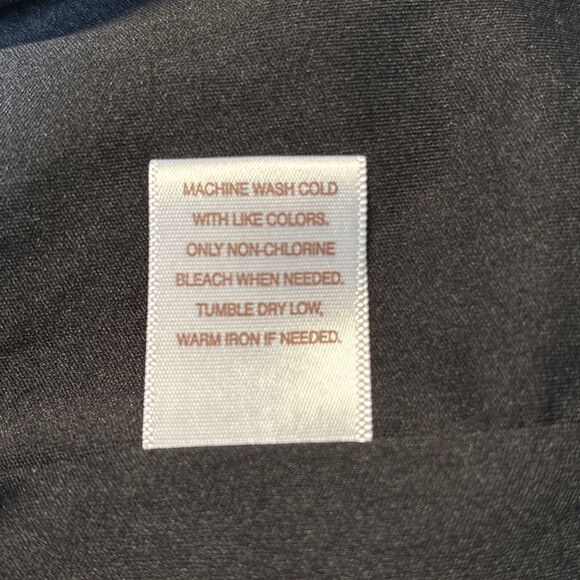 MACHINE WASH COLD
WITH LIKE COLORS.
ONLY NON-CHLORINE
BLEACH WHEN NEEDED.
TUMBLE DRY LOW,
WARM IRON IF NEEDED.